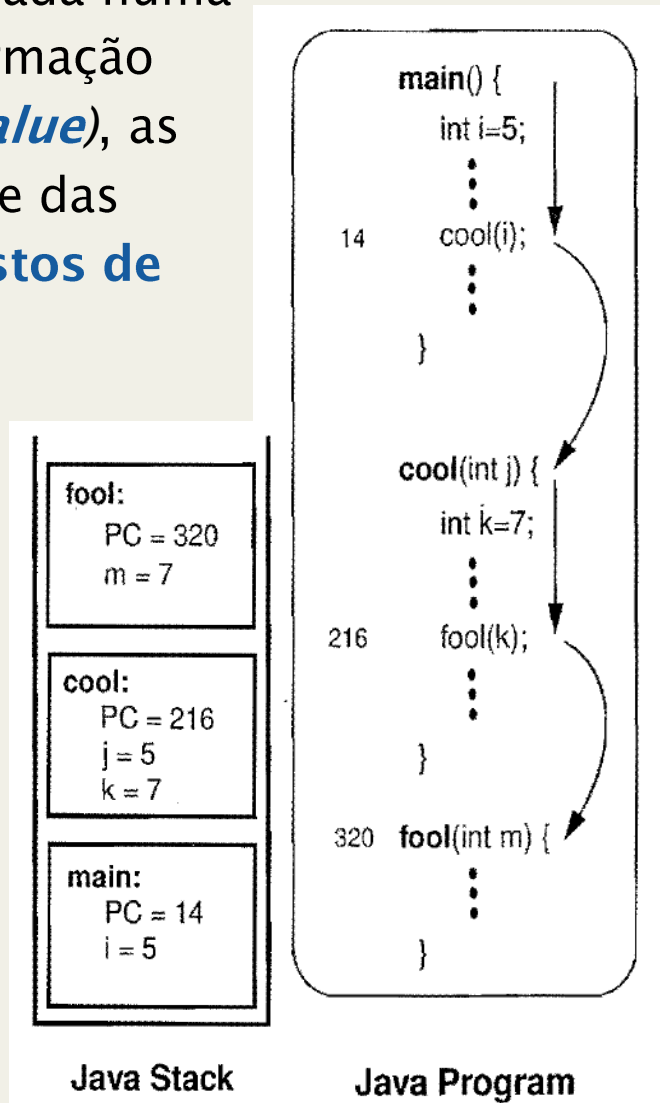 rmação
alue), as
e das
stos de
main() {
int i=5;
14 cool(i);
}
cool(int j) {
int k=7;
216 fool(k);
}
320 fool(int m) {
}
fool:
PC = 320
m = 7
cool:
PC = 216
j = 5
k = 7
main:
PC = 14
i = 5
Java Stack
Java Program